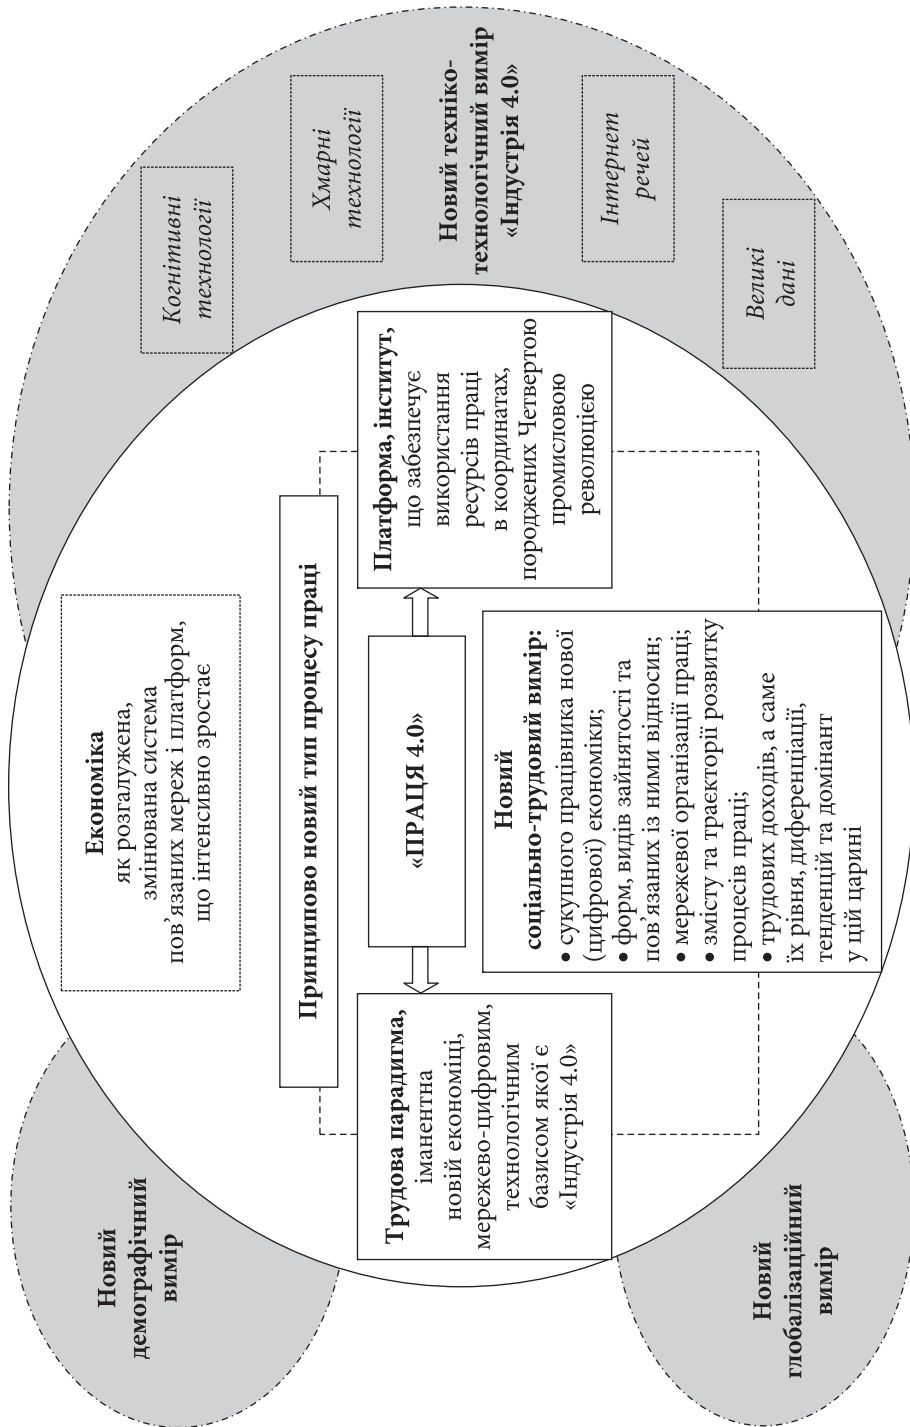 Новий
демографічний
вимір
Економіка
як розгалужена,
змінювана система
пов’язаних мереж і платформ,
що інтенсивно зростає
Когнітивні
технології
Хмарні
технології
Новий техніко-
технологічний вимір
«Індустрія 4.0»
Інтернет
речей
Великі
дані
Принципово новий тип процесу праці
Трудова парадигма,
іманентна
новій економіці,
мережево-цифровим,
технологічним
базисом якої є
«Індустрія 4.0»
«ПРАЦЯ 4.0»
Платформа, інститут,
що забезпечує
використання
ресурсів праці
в координатах,
породжених Четвертою
промисловою
революцією
Новий
соціально-трудовий вимір:
• сукупного працівника нової
(цифрової) економіки;
• форм, видів зайнятості та
пов’язаних із ними відносин;
• мережевої організації праці;
• змісту та траєкторії розвитку
процесів праці;
• трудових доходів, а саме
їх рівня, диференціації,
тенденцій та домінант
у цій царині
Новий
глобалізаційний
вимір